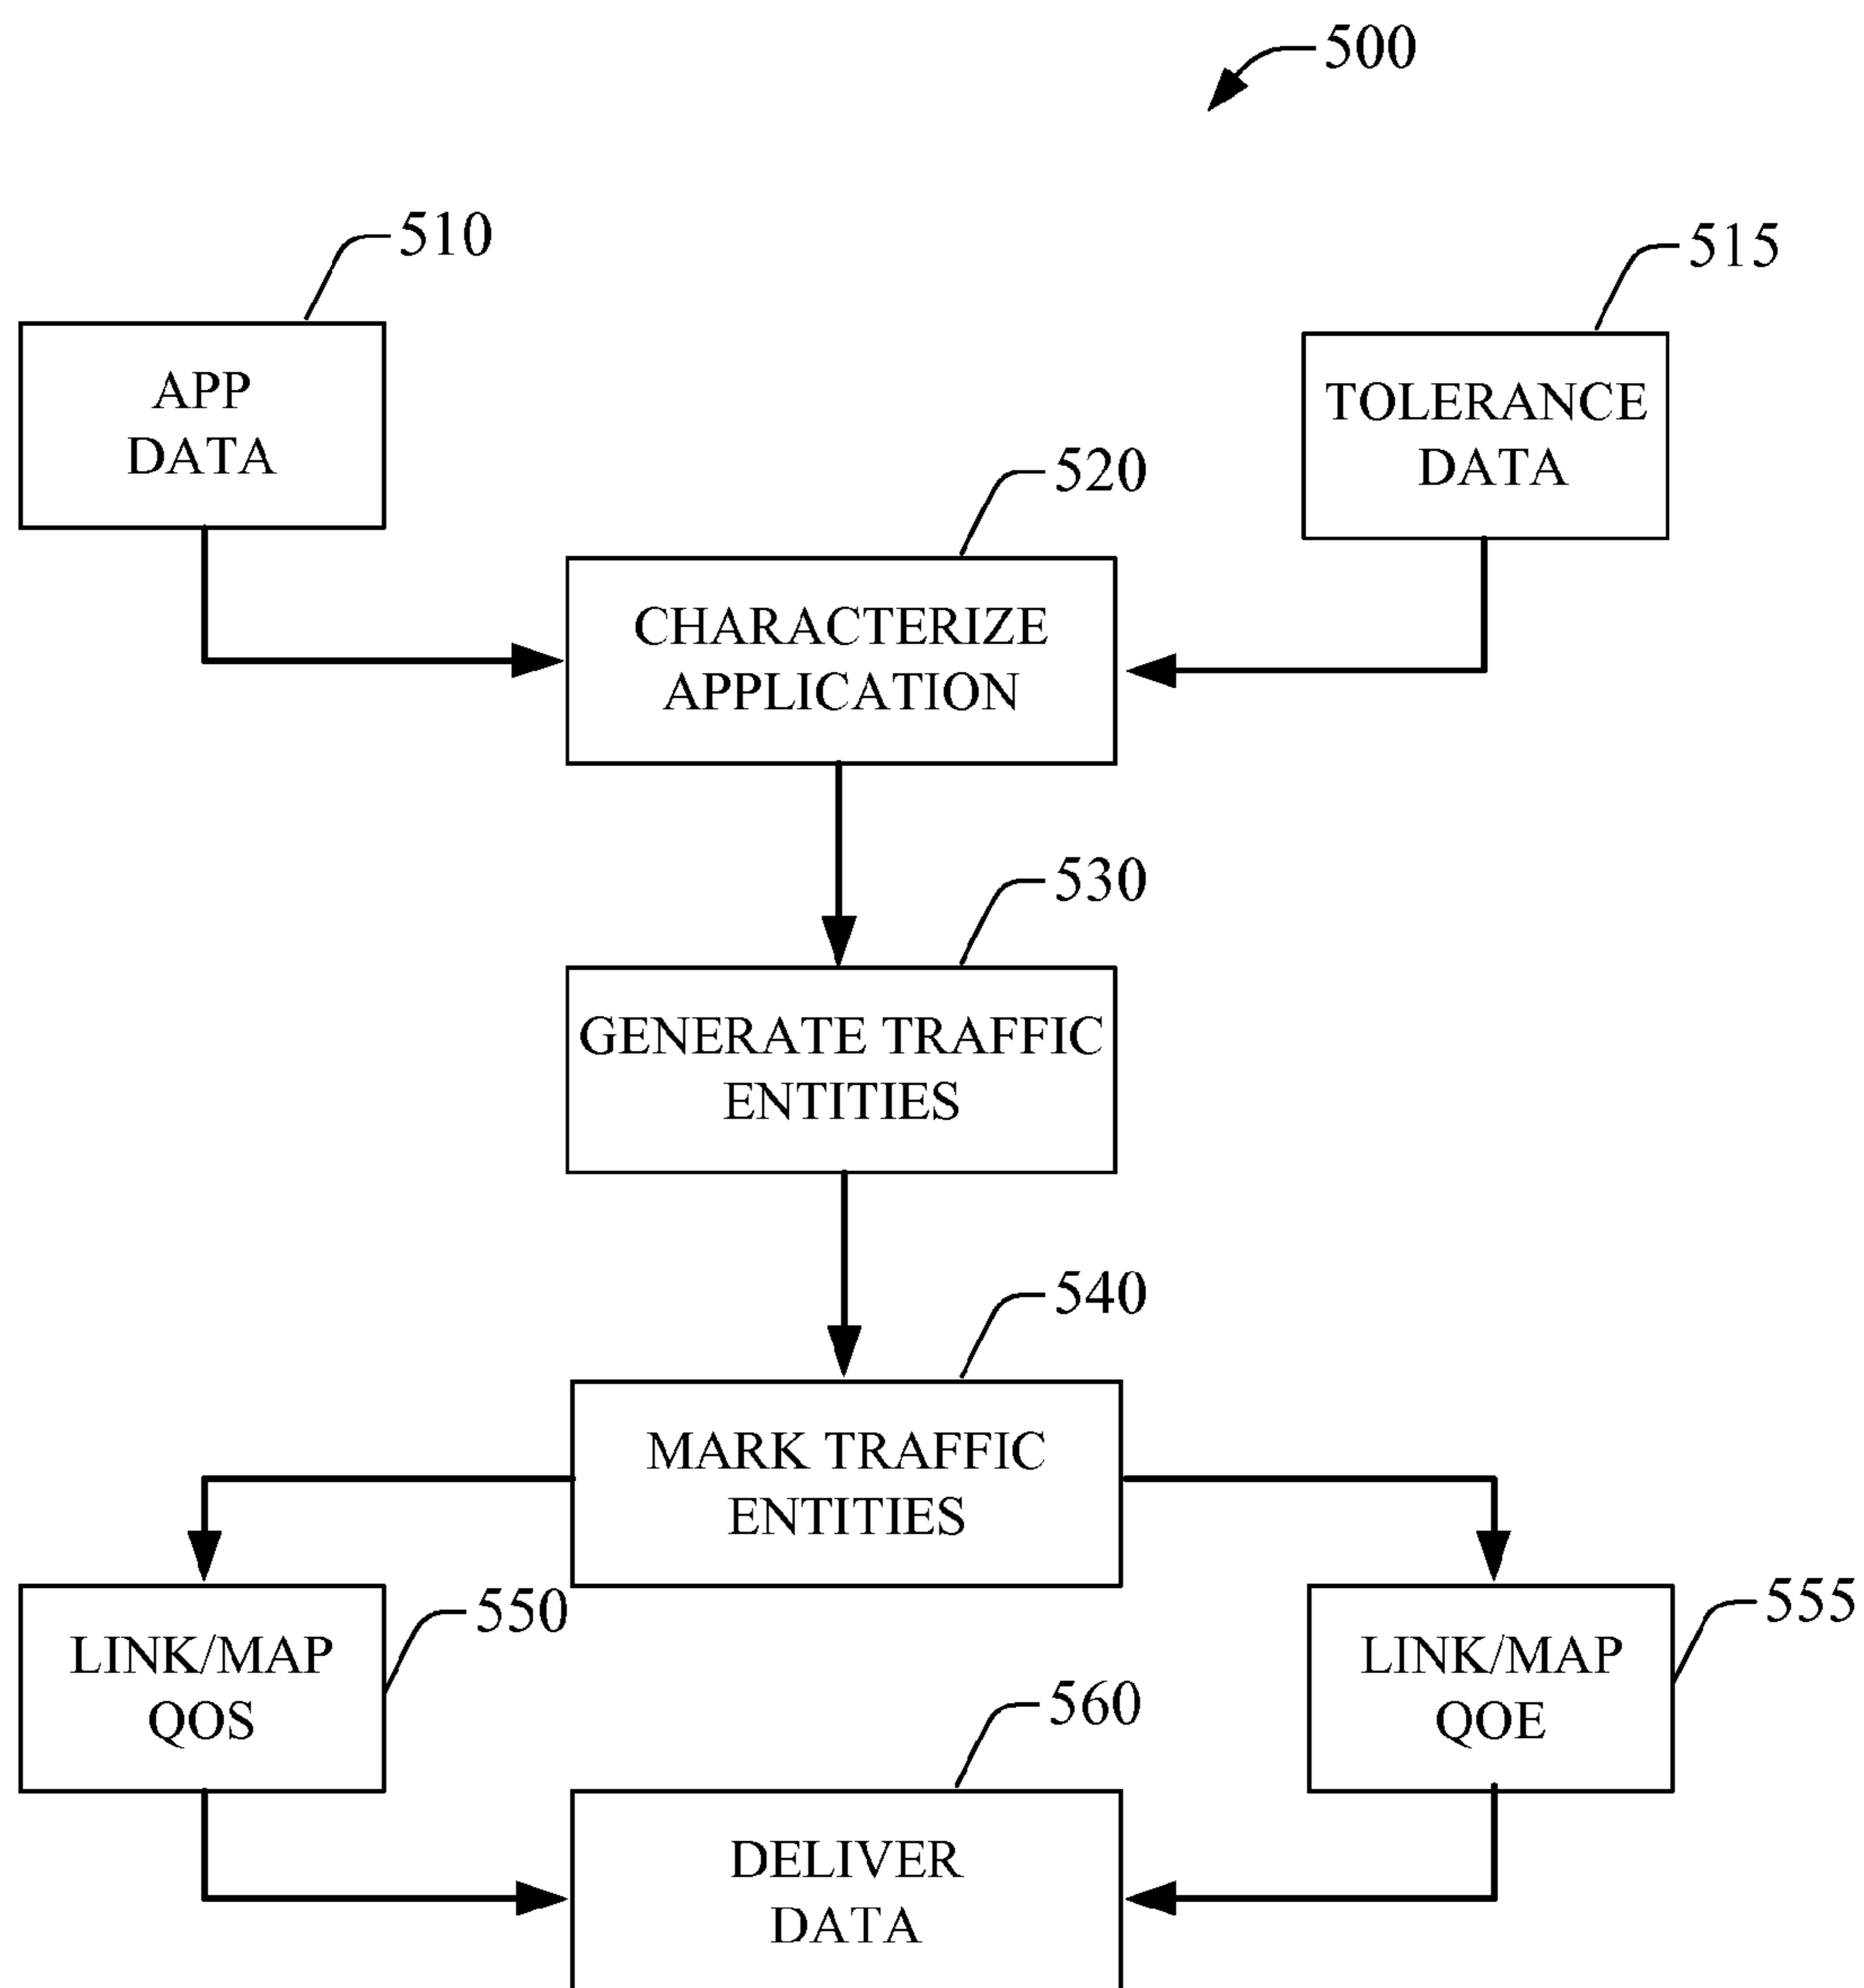 500
510
515
APP
DATA
TOLERANCE
DATA
520
CHARACTERIZE
APPLICATION
530
GENERATE TRAFFIC
ENTITIES
540
MARK TRAFFIC
ENTITIES
550
LINK/MAP
QOS
555
LINK/MAP
QOE
560
DELIVER
DATA